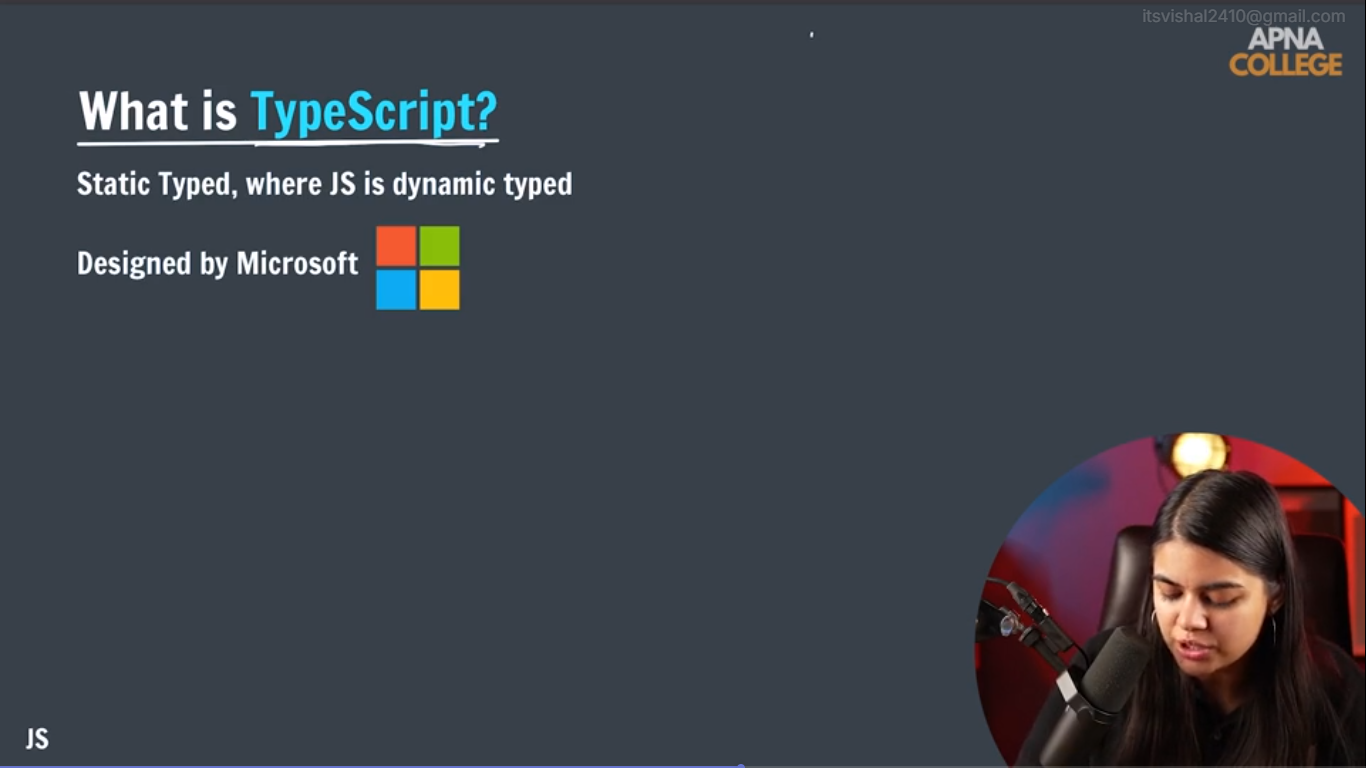 itsvishal2410@gmail.com
APNA
COLLEGE
What is TypeScript?
Static Typed, where JS is dynamic typed
Designed by Microsoft
JS